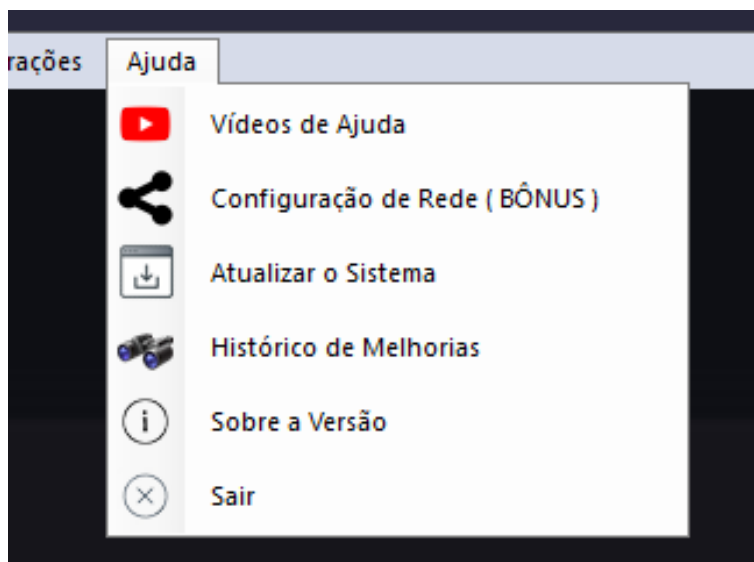 rações Ajuda
Vídeos de Ajuda
Configuração de Rede ( BÔNUS )
Atualizar o Sistema
Histórico de Melhorias
Sobre a Versão
Sair